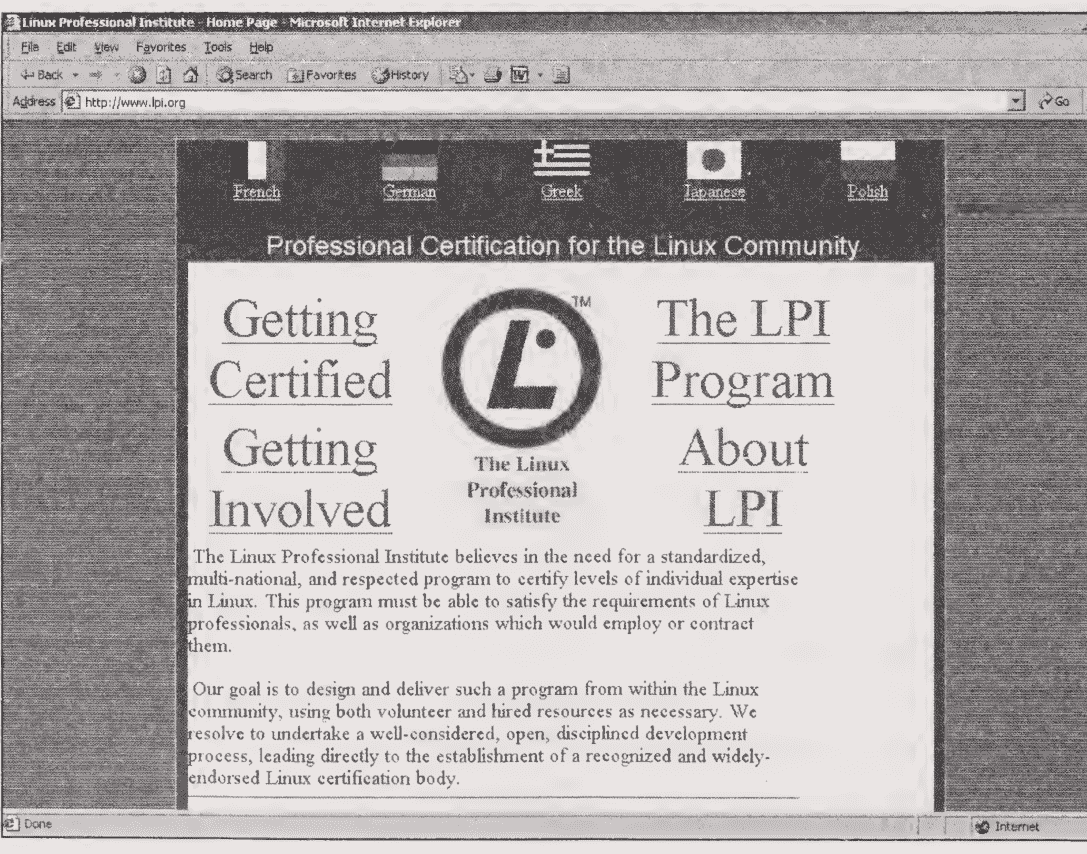 Linux Professional Institute - Home Page - Microsoft Internet Explorer
File Edit View Favorites Tools Help
Back Search Favorites History
Address http://www.lpi.org Go
French German Greek Japanese Polish
Professional Certification for the Linux Community
Getting
Certified
Getting
Involved
L
TM
The Linux
Professional
Institute
The LPI
Program
About
LPI
The Linux Professional Institute believes in the need for a standardized,
multi-national, and respected program to certify levels of individual expertise
in Linux. This program must be able to satisfy the requirements of Linux
professionals, as well as organizations which would employ or contract
them.
Our goal is to design and deliver such a program from within the Linux
community, using both volunteer and hired resources as necessary. We
resolve to undertake a well-considered, open, disciplined development
process, leading directly to the establishment of a recognized and widely-
endorsed Linux certification body.
Done Internet